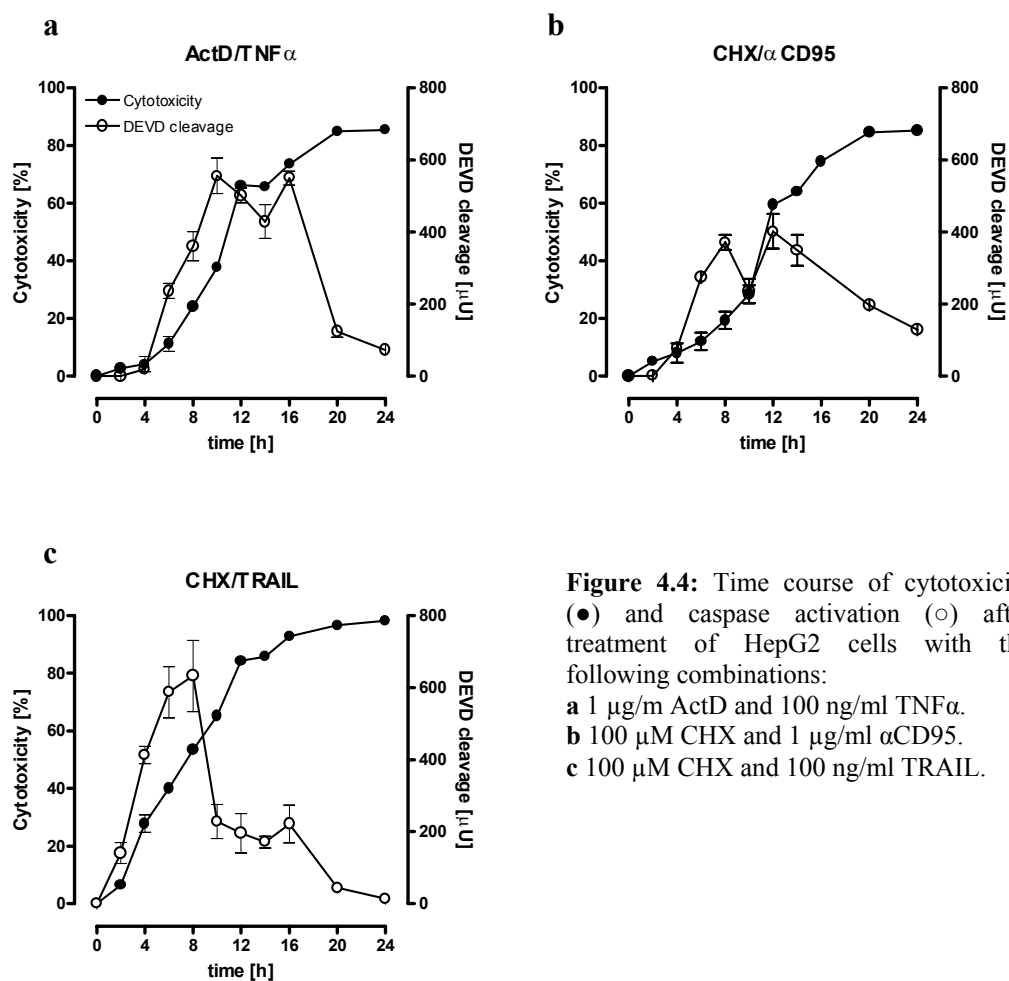 a
ActD/TNFα
Cytotoxicity
DEVD cleavage
Cytotoxicity [%]
100
80
60
40
20
0
DEVD cleavage [μU]
800
600
400
200
0
0 4 8 12 16 20 24
time [h]
b
CHX/α CD95
Cytotoxicity [%]
100
80
60
40
20
0
DEVD cleavage [μU]
800
600
400
200
0
0 4 8 12 16 20 24
time [h]
c
CHX/TRAIL
Cytotoxicity [%]
100
80
60
40
20
0
DEVD cleavage [μU]
800
600
400
200
0
0 4 8 12 16 20 24
time [h]
Figure 4.4: Time course of cytotoxici
(●) and caspase activation (○) aft
treatment of HepG2 cells with th
following combinations:
a 1 µg/m ActD and 100 ng/ml TNFα.
b 100 µM CHX and 1 µg/ml αCD95.
c 100 µM CHX and 100 ng/ml TRAIL.